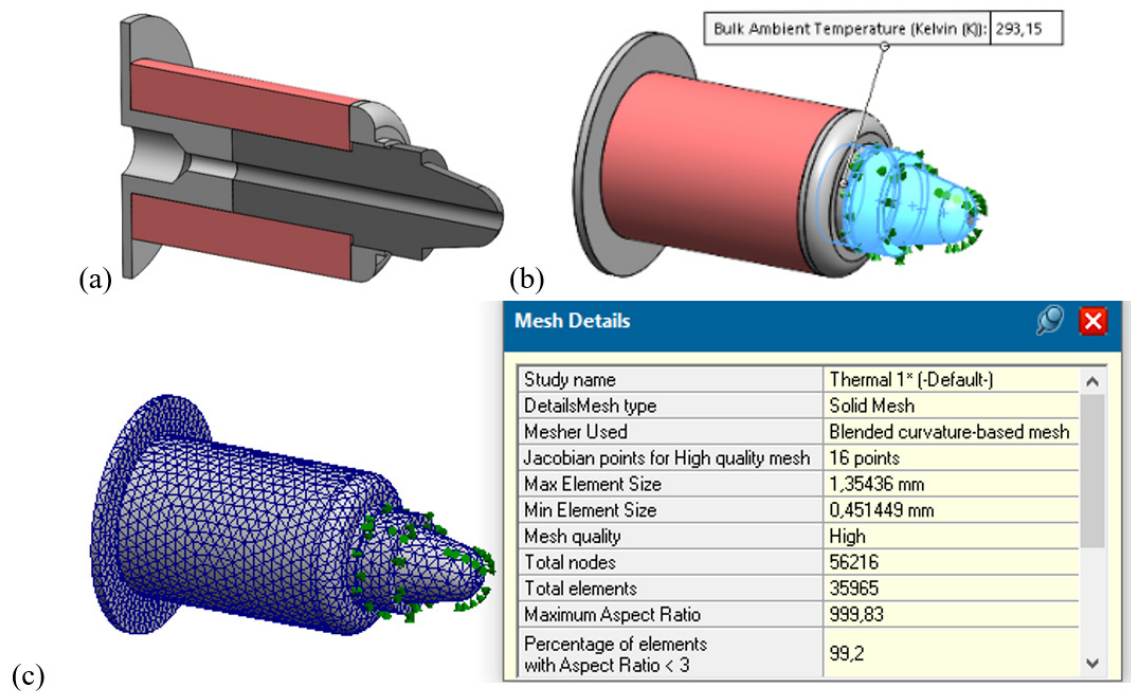 Bulk Ambient Temperature (Kelvin (K)): 293,15
(a)
(b)
Mesh Details
Study name Thermal 1* (-Default-)
DetailsMesh type Solid Mesh
Mesher Used Blended curvature-based mesh
Jacobian points for High quality mesh 16 points
Max Element Size 1,35436 mm
Min Element Size 0,451449 mm
Mesh quality High
Total nodes 56216
Total elements 35965
Maximum Aspect Ratio 999,83
Percentage of elements
with Aspect Ratio < 3 99,2
(c)